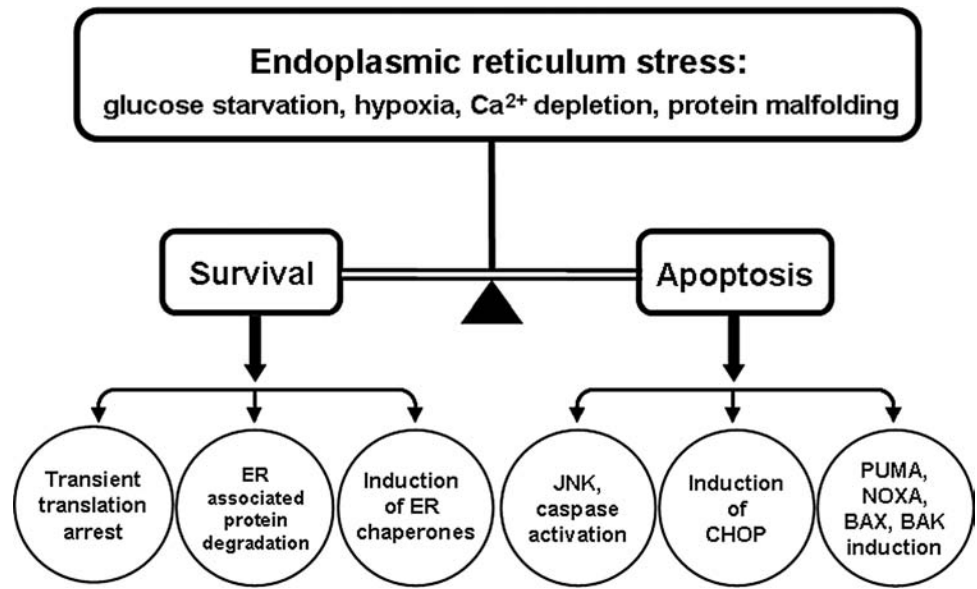 Endoplasmic reticulum stress:
glucose starvation, hypoxia, Ca²⁺ depletion, protein malfolding
Survival
Apoptosis
Transient
translation
arrest
ER
associated
protein
degradation
Induction
of ER
chaperones
JNK,
caspase
activation
Induction
of
CHOP
PUMA,
NOXA,
BAX, BAK
induction